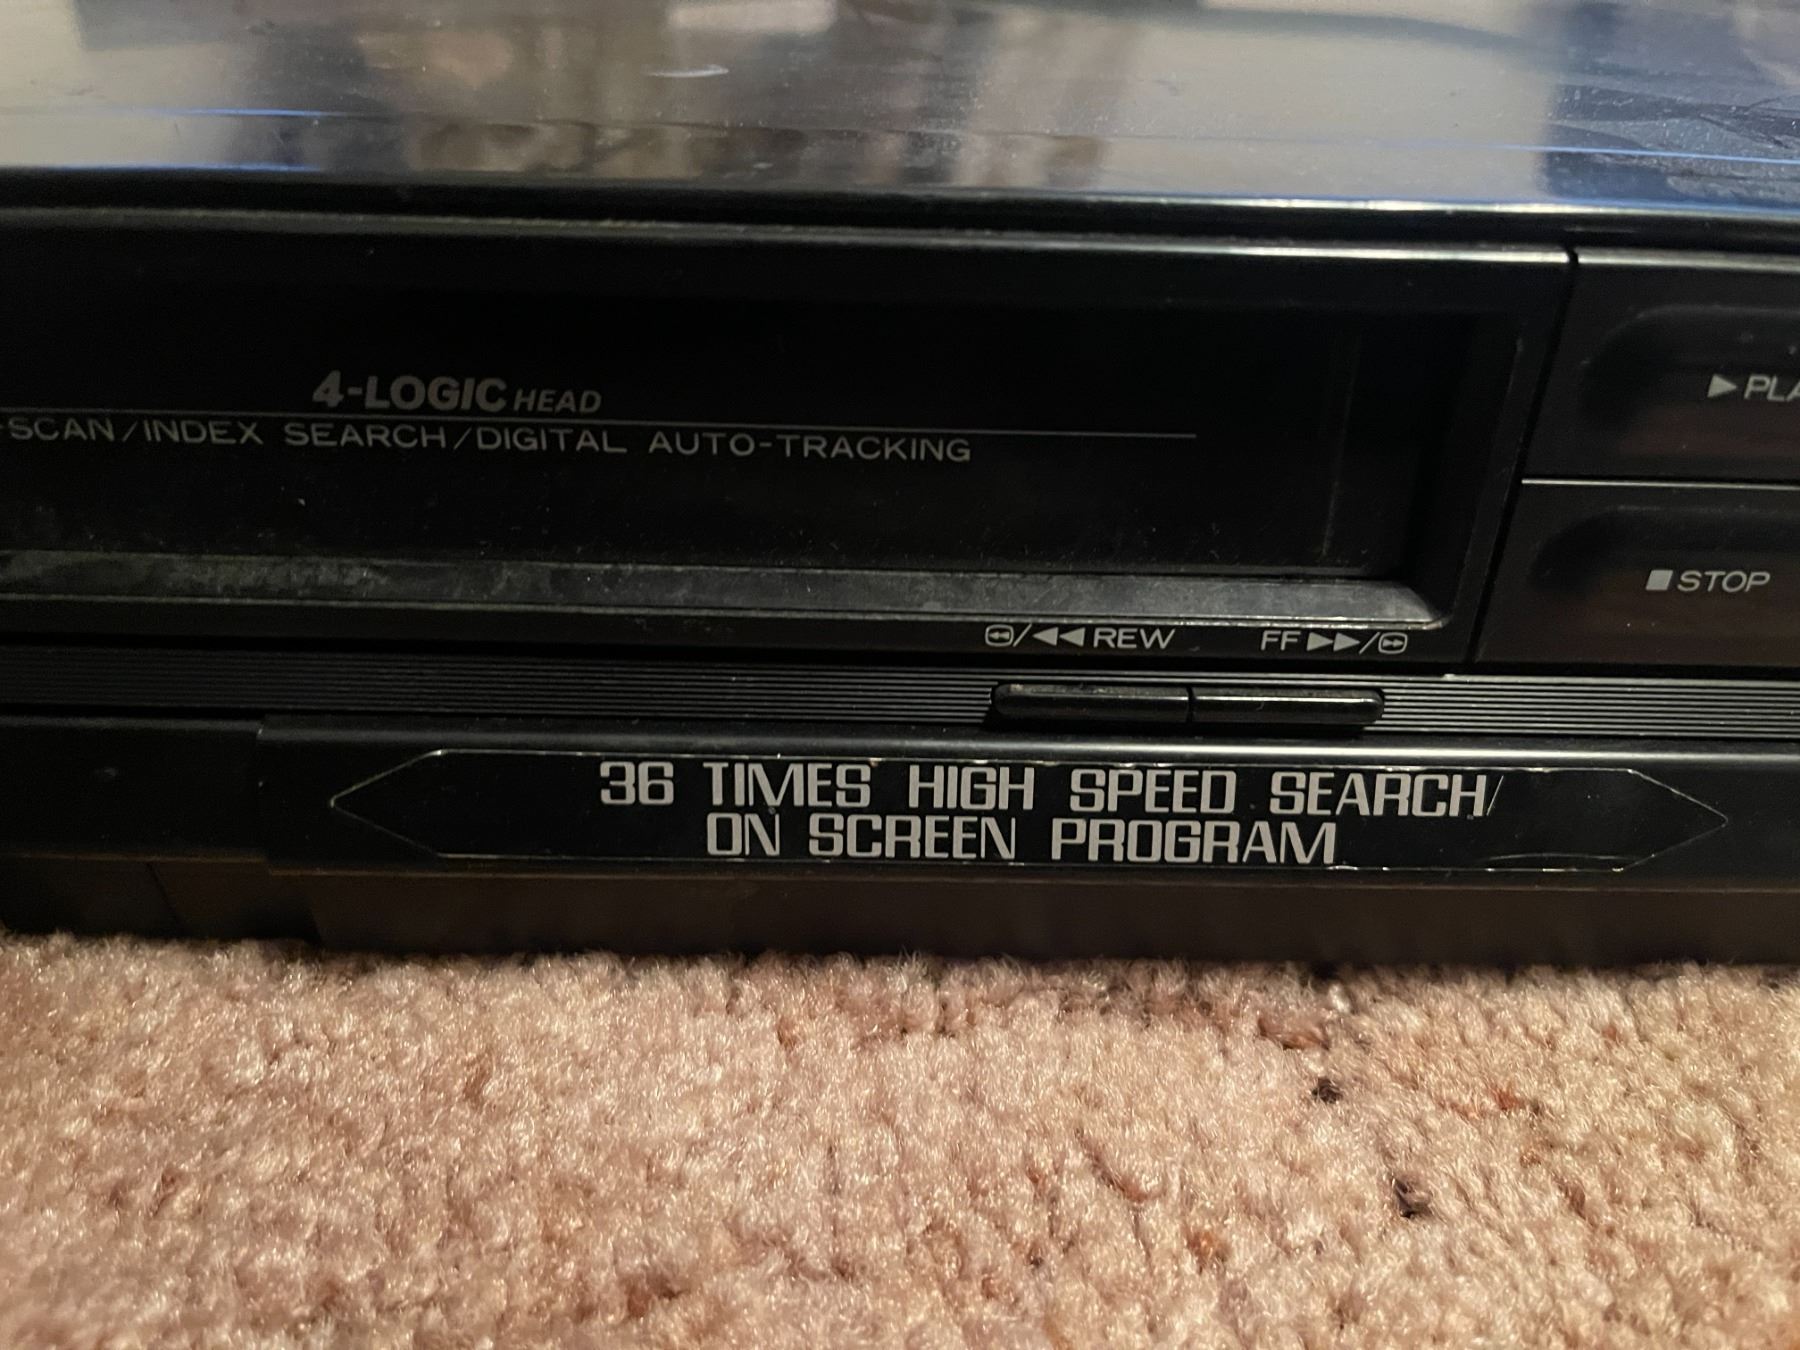 4-LOGIC HEAD
-SCAN/INDEX SEARCH/DIGITAL AUTO-TRACKING
▶PLA
■STOP
/◀◀REW FF▶▶/
36 TIMES HIGH SPEED SEARCH/
ON SCREEN PROGRAM